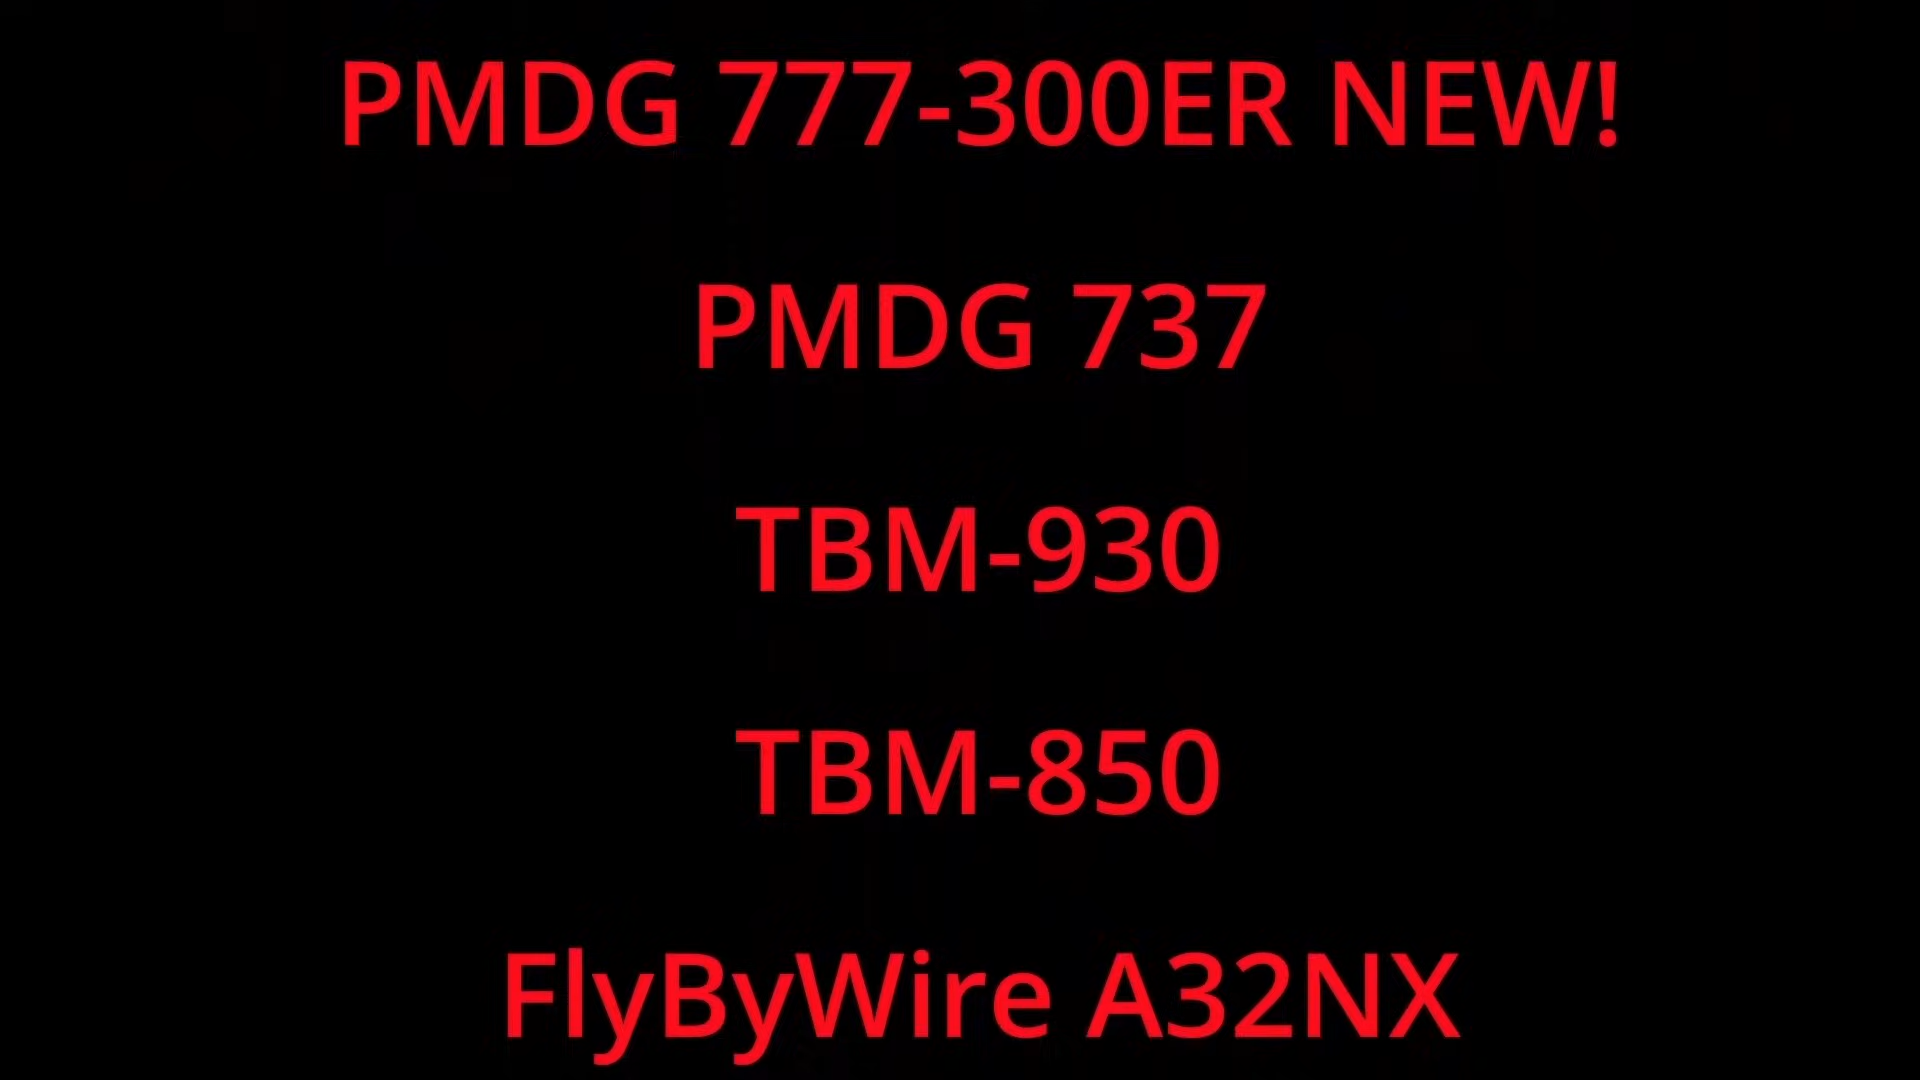 PMDG 777-300ER NEW!
PMDG 737
TBM-930
TBM-850
FlyByWire A32NX